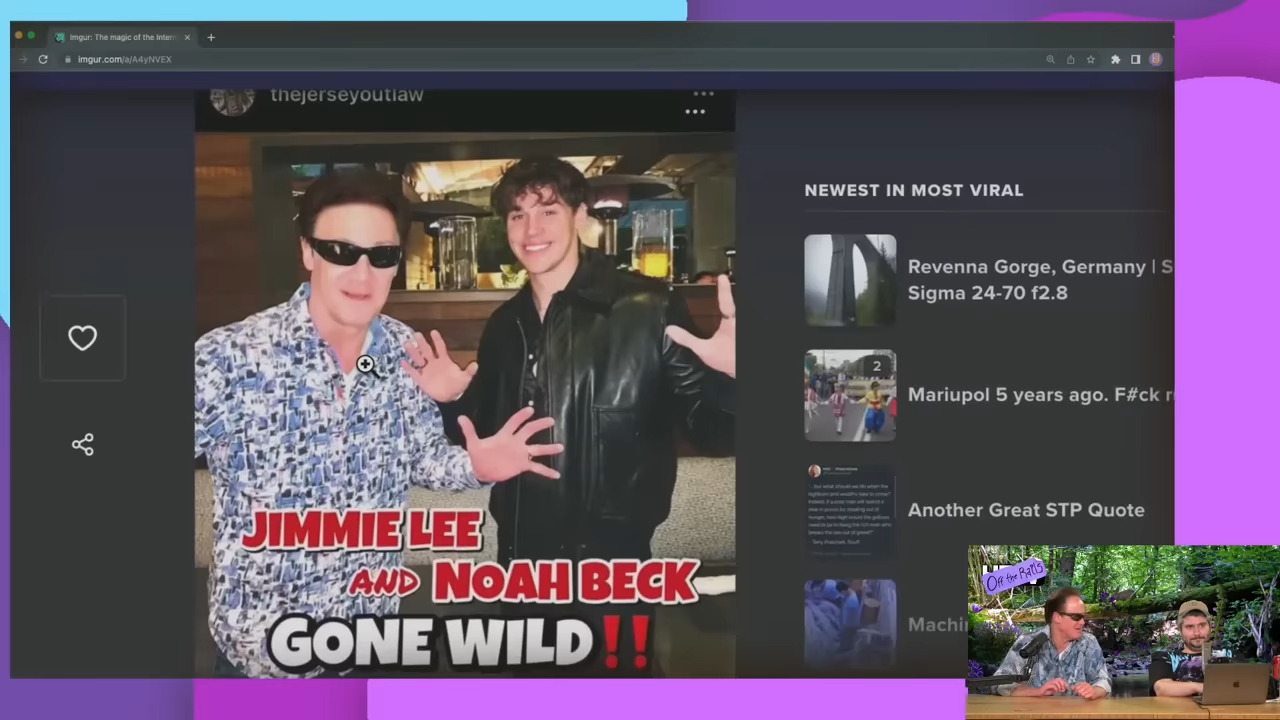 Imgur: The magic of the Intern
imgur.com/a/A4yNVEX
thejerseyoutlaw
NEWEST IN MOST VIRAL
Revenna Gorge, Germany | S
Sigma 24-70 f2.8
2
Mariupol 5 years ago. F#ck r
Another Great STP Quote
Machi
JIMMIE LEE
AND NOAH BECK
GONE WILD!!
Off the Rails